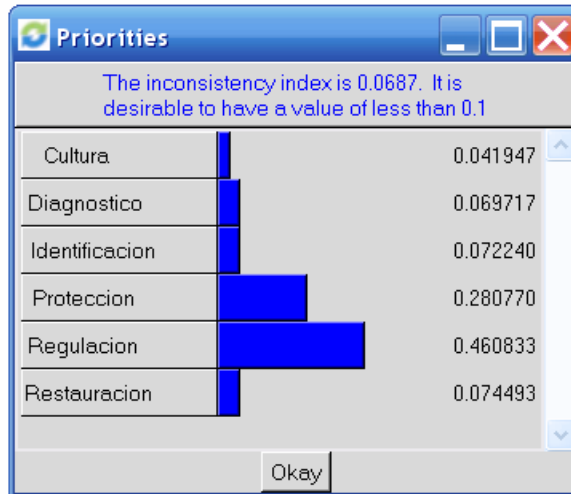 Priorities
The inconsistency index is 0.0687. It is
desirable to have a value of less than 0.1
Cultura 0.041947
Diagnostico 0.069717
Identificacion 0.072240
Proteccion 0.280770
Regulacion 0.460833
Restauracion 0.074493
Okay